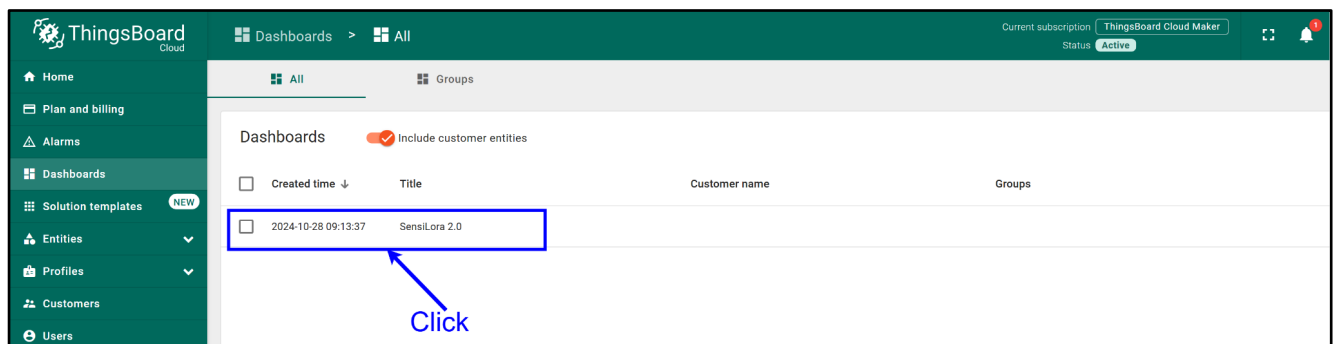 ThingsBoard
Cloud
Dashboards > All
Current subscription ThingsBoard Cloud Maker
Status Active
1
Home
Plan and billing
Alarms
Dashboards
Solution templates NEW
Entities
Profiles
Customers
Users
All Groups
Dashboards Include customer entities
Created time ↓ Title Customer name Groups
2024-10-28 09:13:37 SensiLora 2.0
Click